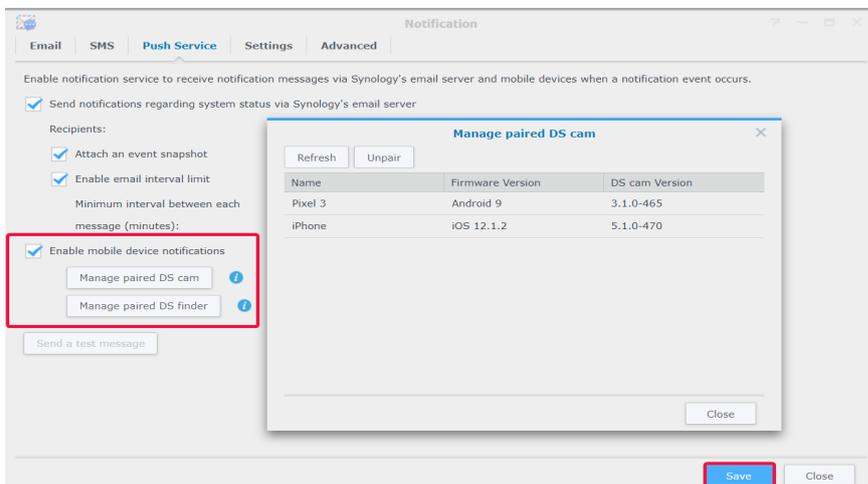 Notification
Email SMS Push Service Settings Advanced
Enable notification service to receive notification messages via Synology's email server and mobile devices when a notification event occurs.
Send notifications regarding system status via Synology's email server
Recipients:
Attach an event snapshot
Enable email interval limit
Minimum interval between each
message (minutes):
Enable mobile device notifications
Manage paired DS cam
Manage paired DS finder
Send a test message
Manage paired DS cam
Refresh Unpair
Name Firmware Version DS cam Version
Pixel 3 Android 9 3.1.0-465
iPhone iOS 12.1.2 5.1.0-470
Close
Save Close